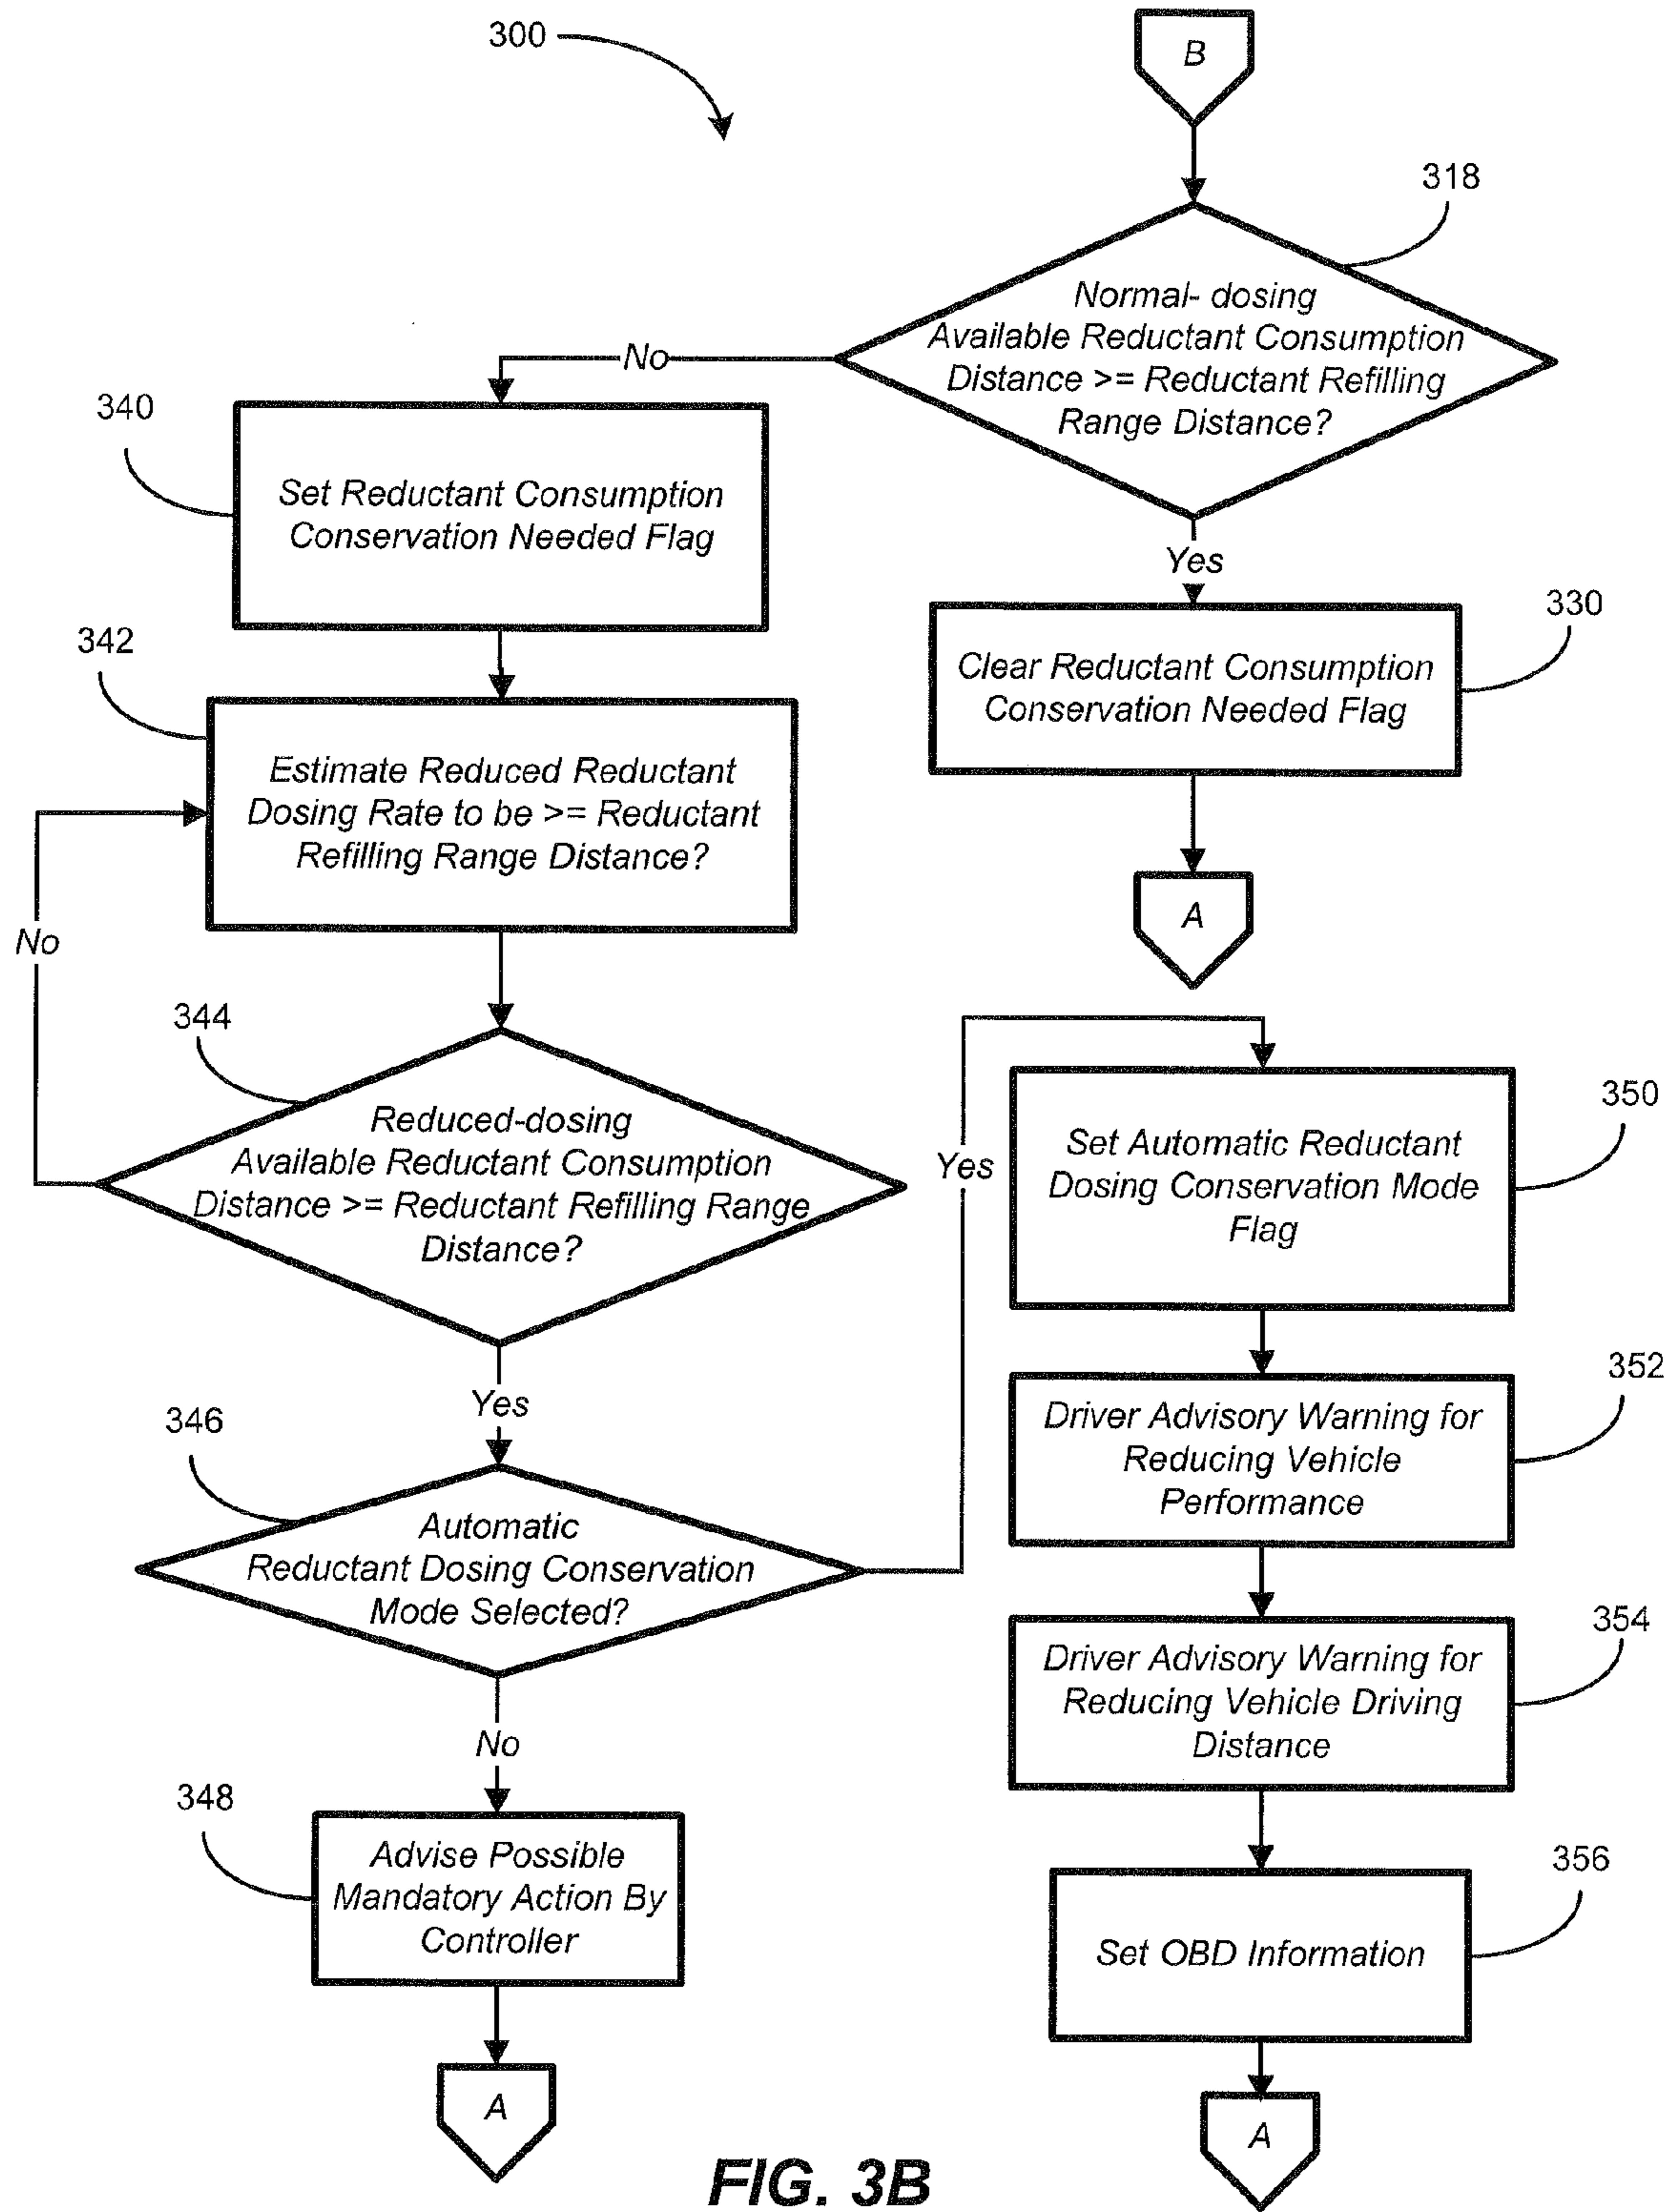 300
B
318
Normal- dosing
Available Reductant Consumption
Distance >= Reductant Refilling
Range Distance?
No
340
Set Reductant Consumption
Conservation Needed Flag
Yes
330
Clear Reductant Consumption
Conservation Needed Flag
A
342
Estimate Reduced Reductant
Dosing Rate to be >= Reductant
Refilling Range Distance?
No
344
Reduced-dosing
Available Reductant Consumption
Distance >= Reductant Refilling Range
Distance?
Yes
346
Automatic
Reductant Dosing Conservation
Mode Selected?
No
348
Advise Possible
Mandatory Action By
Controller
A
Yes
350
Set Automatic Reductant
Dosing Conservation Mode
Flag
352
Driver Advisory Warning for
Reducing Vehicle
Performance
354
Driver Advisory Warning for
Reducing Vehicle Driving
Distance
356
Set OBD Information
A
FIG. 3B